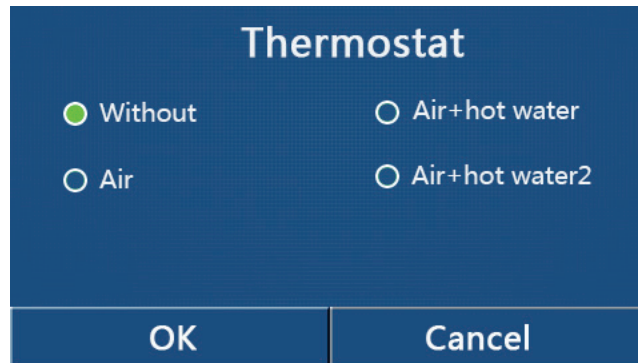 Thermostat
Without
Air+hot water
Air
Air+hot water2
OK
Cancel